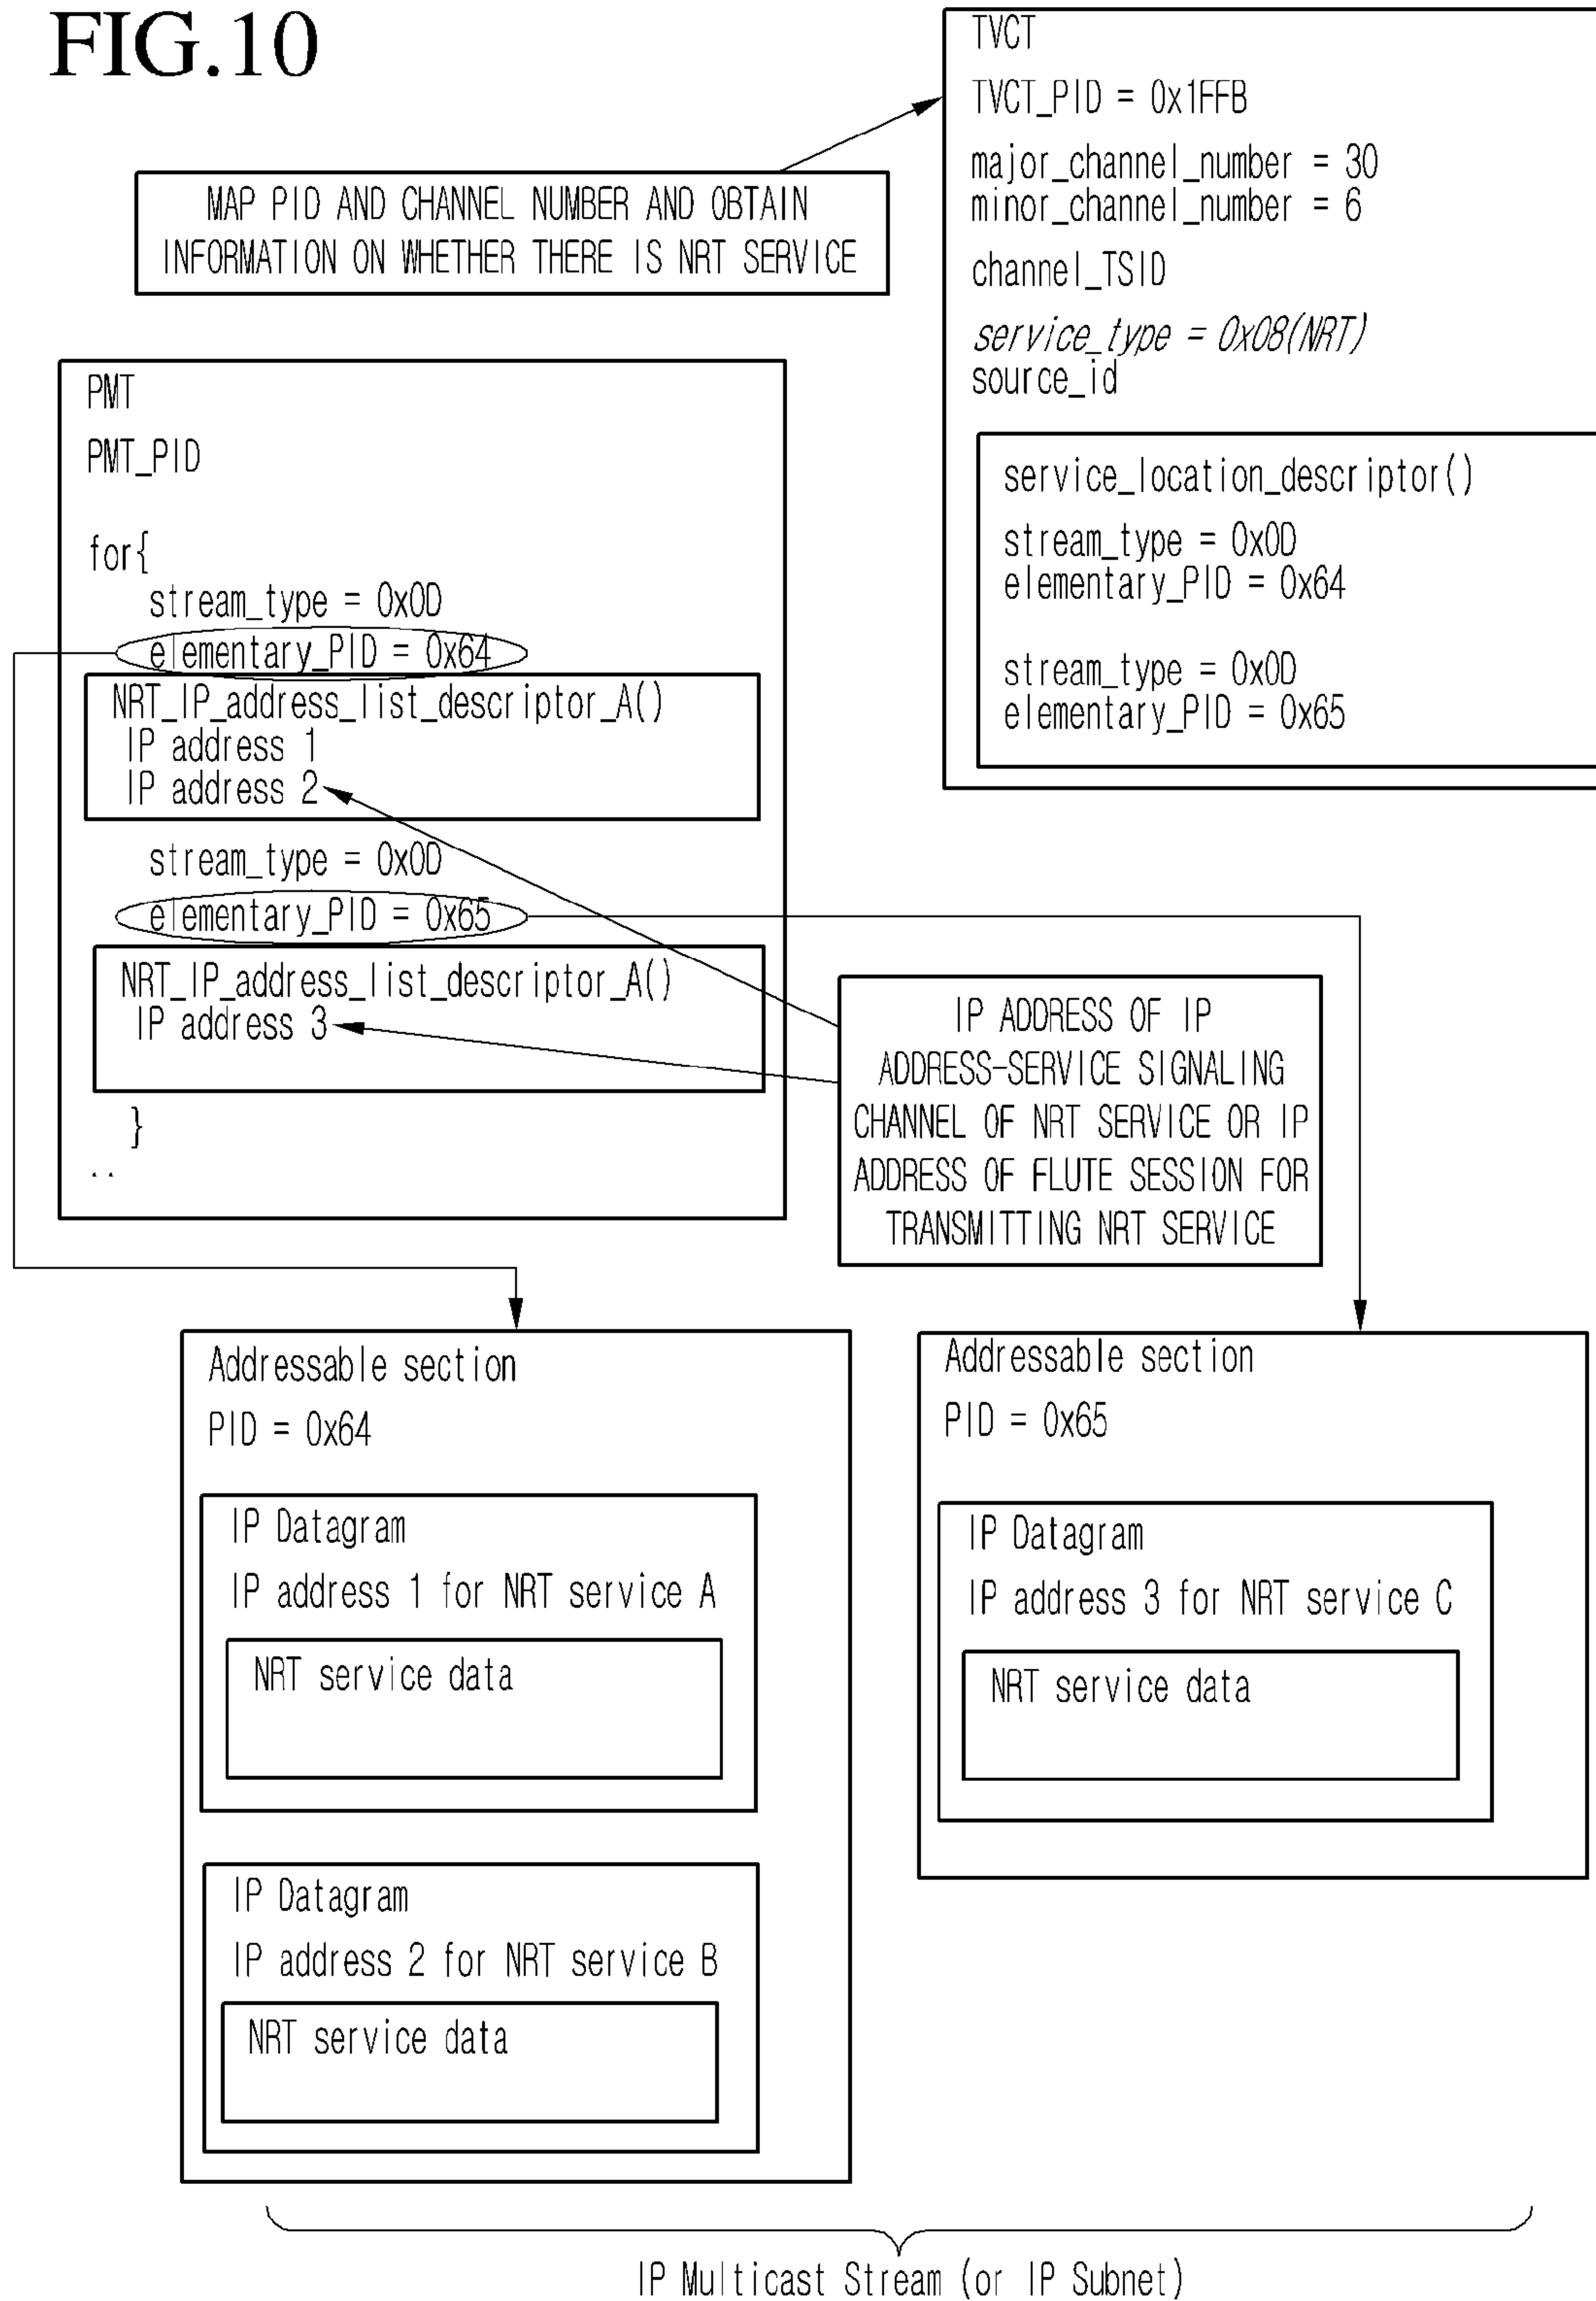 FIG.10
TVCT
TVCT_PID = 0x1FFB
major_channel_number = 30
minor_channel_number = 6
channel_TSID
service_type = 0x08(NRT)
source_id
service_location_descriptor()
stream_type = 0x0D
elementary_PID = 0x64
stream_type = 0x0D
elementary_PID = 0x65
MAP PID AND CHANNEL NUMBER AND OBTAIN
INFORMATION ON WHETHER THERE IS NRT SERVICE
PMT
PMT_PID
for{
stream_type = 0x0D
elementary_PID = 0x64
NRT_IP_address_list_descriptor_A()
IP address 1
IP address 2
stream_type = 0x0D
elementary_PID = 0x65
NRT_IP_address_list_descriptor_A()
IP address 3
}
..
IP ADDRESS OF IP
ADDRESS-SERVICE SIGNALING
CHANNEL OF NRT SERVICE OR IP
ADDRESS OF FLUTE SESSION FOR
TRANSMITTING NRT SERVICE
Addressable section
PID = 0x64
IP Datagram
IP address 1 for NRT service A
NRT service data
IP Datagram
IP address 2 for NRT service B
NRT service data
Addressable section
PID = 0x65
IP Datagram
IP address 3 for NRT service C
NRT service data
IP Multicast Stream (or IP Subnet)